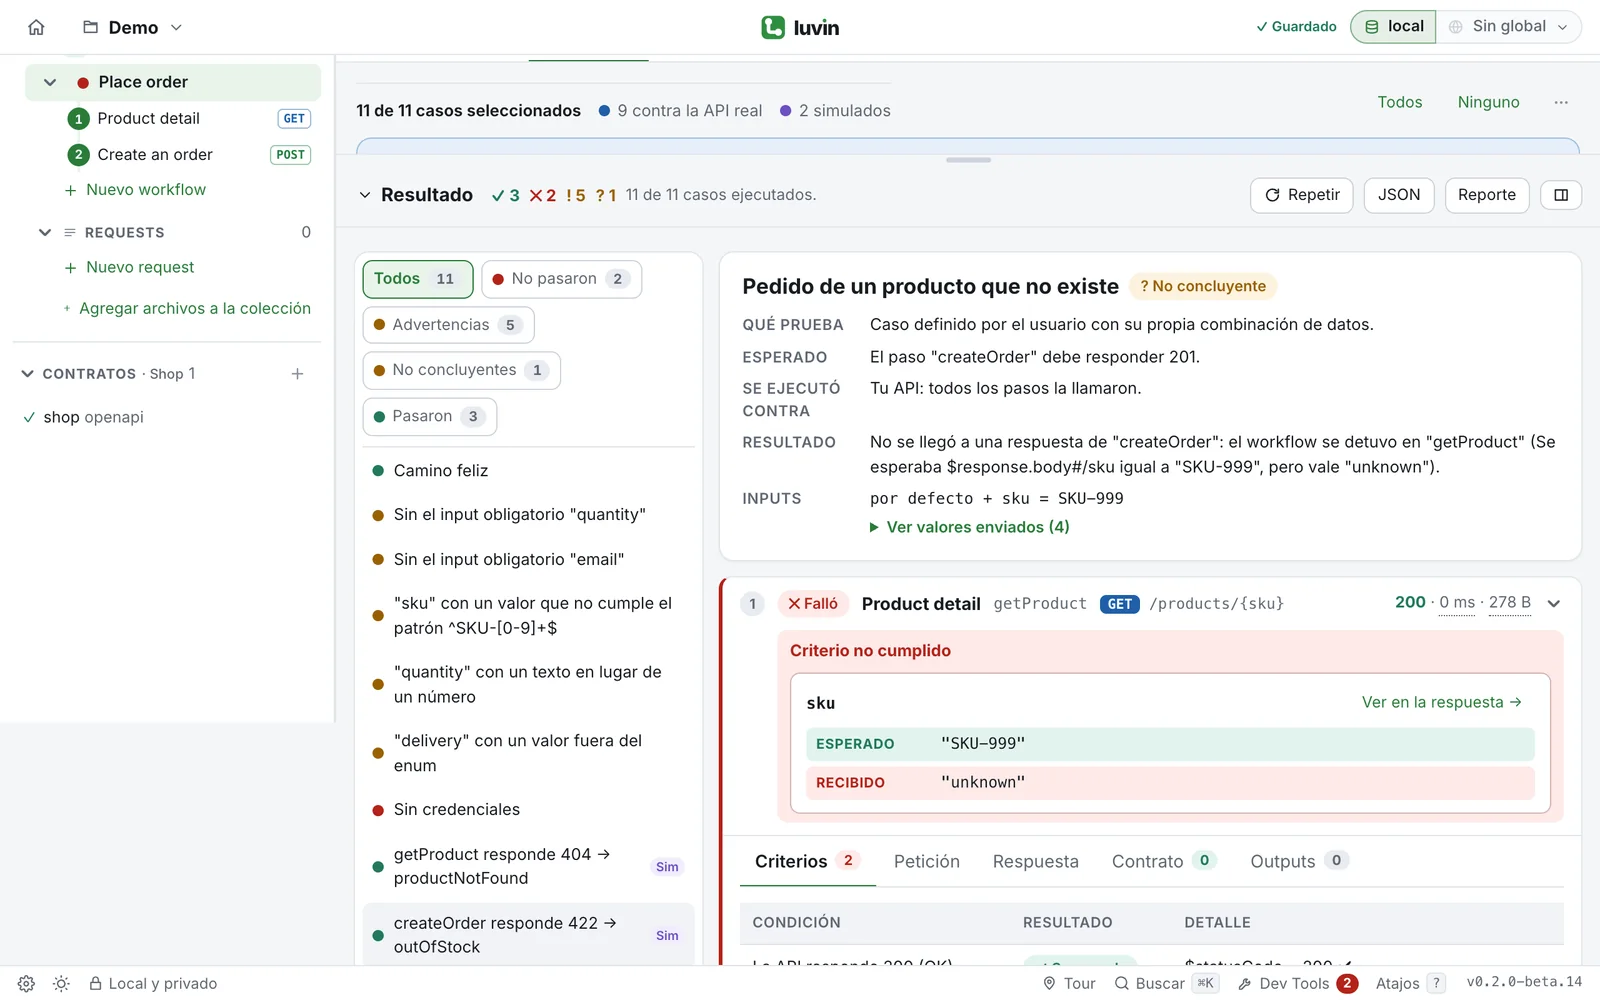 Demo
luvin
Guardado
local
Sin global
Place order
1 Product detail GET
2 Create an order POST
+ Nuevo workflow
REQUESTS 0
+ Nuevo request
+ Agregar archivos a la colección
CONTRATOS · Shop 1 +
shop openapi
11 de 11 casos seleccionados 9 contra la API real 2 simulados
Todos Ninguno ...
Resultado 3 2 ! 5 ? 1 11 de 11 casos ejecutados.
Repetir JSON Reporte
Todos 11
No pasaron 2
Advertencias 5
No concluyentes 1
Pasaron 3
Camino feliz
Sin el input obligatorio "quantity"
Sin el input obligatorio "email"
"sku" con un valor que no cumple el
patrón ^SKU-[0-9]+$
"quantity" con un texto en lugar de
un número
"delivery" con un valor fuera del
enum
Sin credenciales
getProduct responde 404 →
productNotFound
Sim
createOrder responde 422 →
outOfStock
Sim
Pedido de un producto que no existe ? No concluyente
QUÉ PRUEBA Caso definido por el usuario con su propia combinación de datos.
ESPERADO El paso "createOrder" debe responder 201.
SE EJECUTÓ
CONTRA
Tu API: todos los pasos la llamaron.
RESULTADO No se llegó a una respuesta de "createOrder": el workflow se detuvo en "getProduct" (Se
esperaba $response.body#/sku igual a "SKU-999", pero vale "unknown").
INPUTS por defecto + sku = SKU-999
Ver valores enviados (4)
1 Falló Product detail getProduct GET /products/{sku} 200 · 0 ms · 278 B
Criterio no cumplido
sku Ver en la respuesta →
ESPERADO "SKU-999"
RECIBIDO "unknown"
Criterios 2 Petición Respuesta Contrato 0 Outputs 0
CONDICIÓN RESULTADO DETALLE
Local y privado
Tour
Buscar ⌘K
Dev Tools 2
Atajos ?
v0.2.0-beta.14